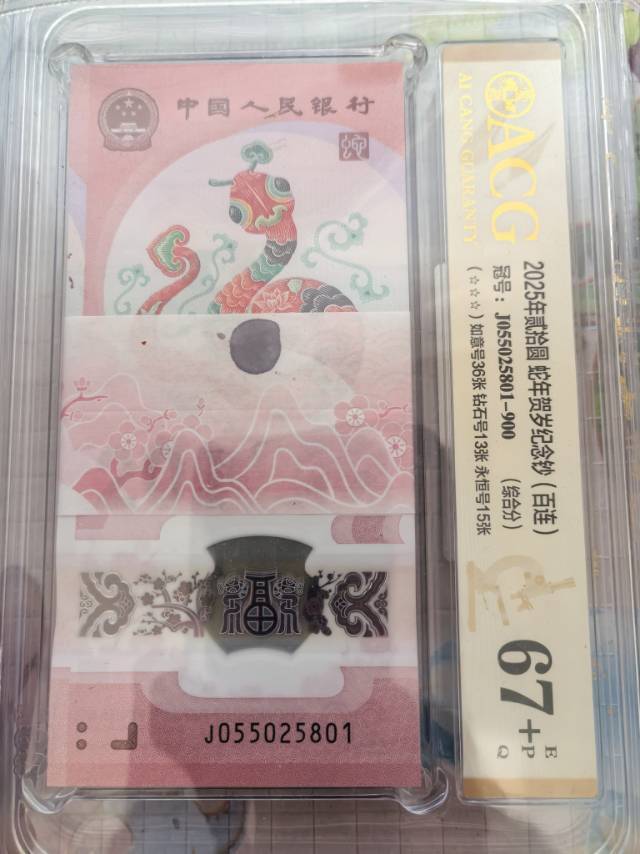 中国人民银行
J055025801
ACG
AI CANG GUARANTY
2025年贰拾圆 蛇年贺岁纪念钞（百连）
冠号：J055025801-900 （综合分）
（☆☆☆）如意号36张 钻石号13张 永恒号15张
67+
E
P
Q